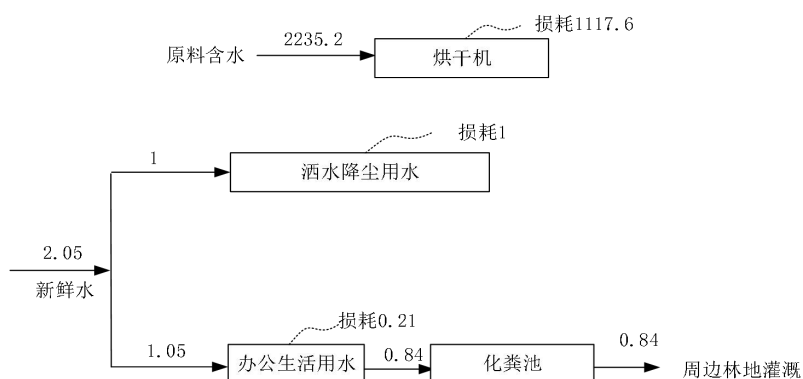 损耗1117.6
2235.2
原料含水
烘干机
损耗1
1
洒水降尘用水
2.05
新鲜水
损耗0.21
1.05
办公生活用水
0.84
化粪池
0.84
周边林地灌溉